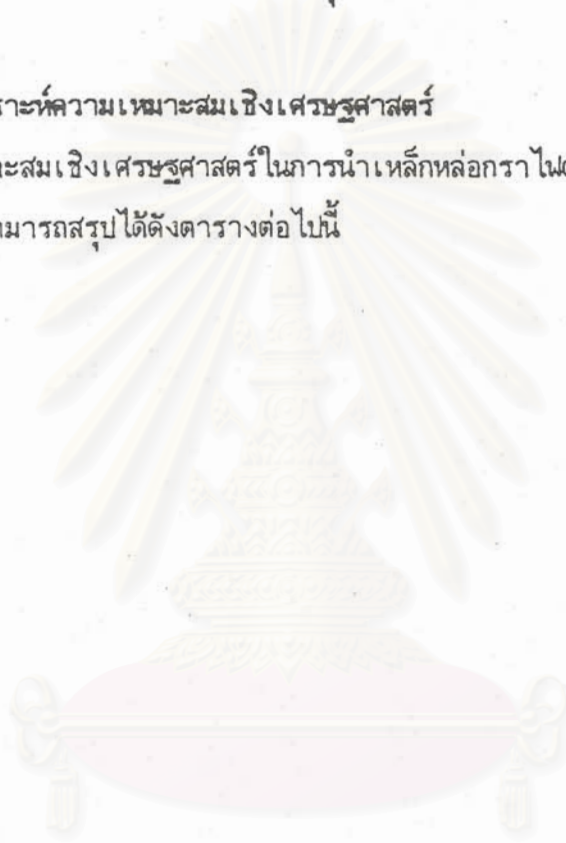 ราะห์ความเหมาะสมเชิงเศรษฐศาสตร์
าะสมเชิงเศรษฐศาสตร์ในการนำเหล็กหล่อกราไฟต
ามารถสรุปได้ดังตารางต่อไปนี้